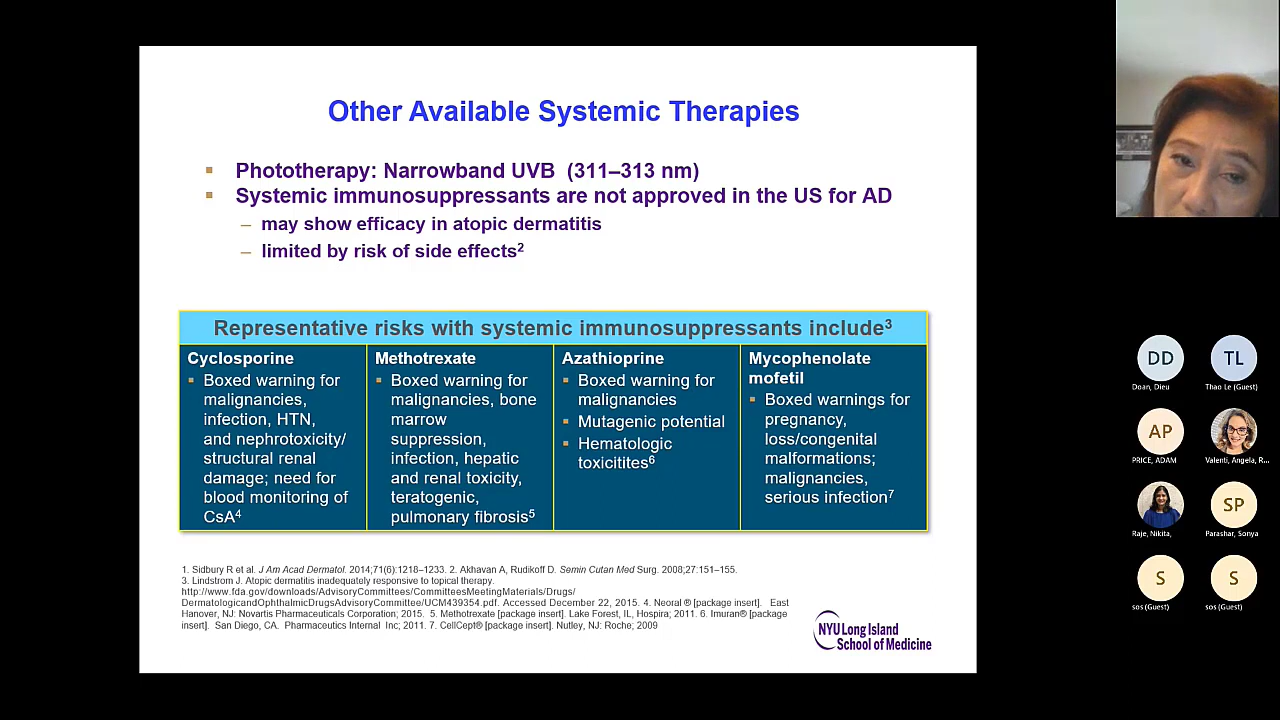 Other Available Systemic Therapies
Phototherapy: Narrowband UVB (311–313 nm)
Systemic immunosuppressants are not approved in the US for AD
– may show efficacy in atopic dermatitis
– limited by risk of side effects2
Representative risks with systemic immunosuppressants include3
Cyclosporine
Boxed warning for
malignancies,
infection, HTN,
and nephrotoxicity/
structural renal
damage; need for
blood monitoring of
CsA4
Methotrexate
Boxed warning for
malignancies, bone
marrow
suppression,
infection, hepatic
and renal toxicity,
teratogenic,
pulmonary fibrosis5
Azathioprine
Boxed warning for
malignancies
Mutagenic potential
Hematologic
toxicitites6
Mycophenolate
mofetil
Boxed warnings for
pregnancy,
loss/congenital
malformations;
malignancies,
serious infection7
1. Sidbury R et al. J Am Acad Dermatol. 2014;71(6):1218–1233. 2. Akhavan A, Rudikoff D. Semin Cutan Med Surg. 2008;27:151–155.
3. Lindstrom J. Atopic dermatitis inadequately responsive to topical therapy.
http://www.fda.gov/downloads/AdvisoryCommittees/CommitteesMeetingMaterials/Drugs/
DermatologicandOphthalmicDrugsAdvisoryCommittee/UCM439354.pdf. Accessed December 22, 2015. 4. Neoral ® [package insert]. East
Hanover, NJ: Novartis Pharmaceuticals Corporation; 2015. 5. Methotrexate [package insert]. Lake Forest, IL, Hospira; 2011. 6. Imuran® [package
insert]. San Diego, CA. Pharmaceutics Internal Inc; 2011. 7. CellCept® [package insert]. Nutley, NJ: Roche; 2009
NYU Long Island
School of Medicine
DD
TL
Doan, Dieu
Thao Le (Guest)
AP
PRICE, ADAM
Valenti, Angela, R...
SP
Raje, Nikita,
Parashar, Sonya
S
S
sos (Guest)
sos (Guest)